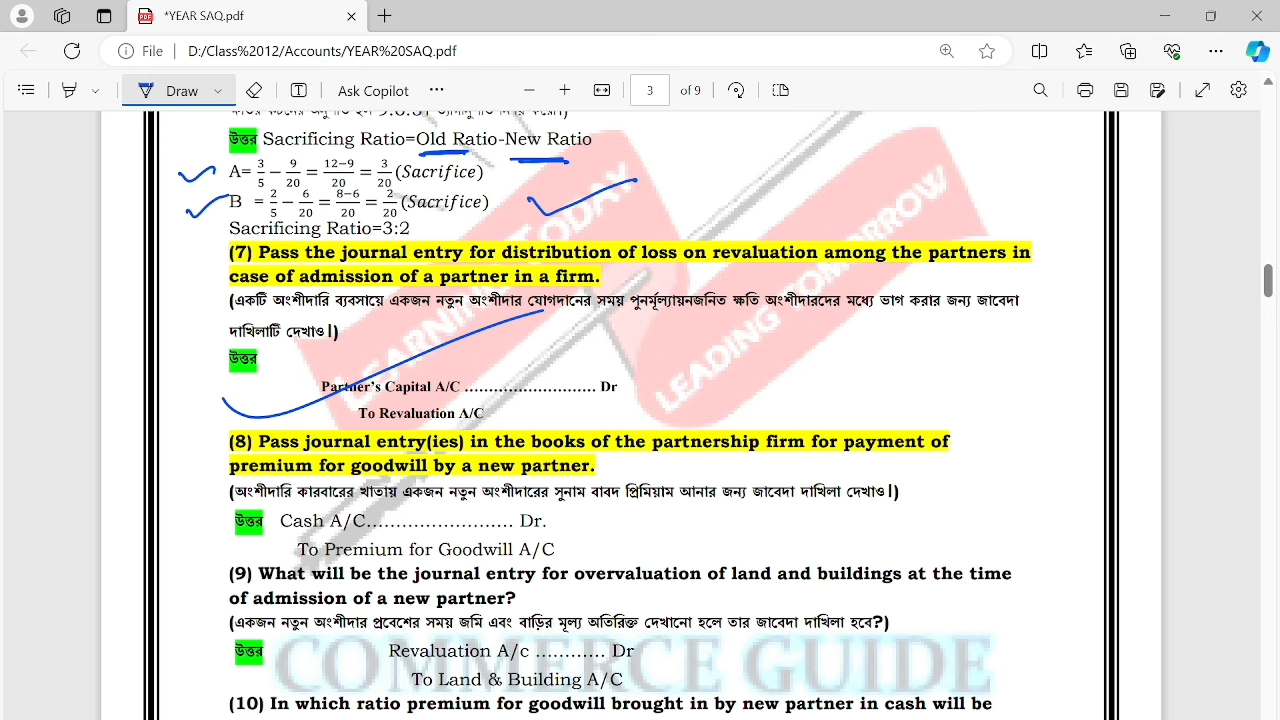 *YEAR SAQ.pdf
File
D:/Class%2012/Accounts/YEAR%20SAQ.pdf
Draw
Ask Copilot
3 of 9
উত্তর Sacrificing Ratio=Old Ratio-New Ratio
A= 3/5 − 9/20 = 12−9/20 = 3/20 (Sacrifice)
B = 2/5 − 6/20 = 8−6/20 = 2/20 (Sacrifice)
Sacrificing Ratio=3:2
(7) Pass the journal entry for distribution of loss on revaluation among the partners in
case of admission of a partner in a firm.
(একটি অংশীদারি ব্যবসায়ে একজন নতুন অংশীদার যোগদানের সময় পুনর্মূল্যায়নজনিত ক্ষতি অংশীদারদের মধ্যে ভাগ করার জন্য জাবেদা
দাখিলাটি দেখাও।)
উত্তর
Partner's Capital A/C ............................ Dr
To Revaluation A/C
(8) Pass journal entry(ies) in the books of the partnership firm for payment of
premium for goodwill by a new partner.
(অংশীদারি কারবারের খাতায় একজন নতুন অংশীদারের সুনাম বাবদ প্রিমিয়াম আনার জন্য জাবেদা দাখিলা দেখাও।)
উত্তর Cash A/C......................... Dr.
To Premium for Goodwill A/C
(9) What will be the journal entry for overvaluation of land and buildings at the time
of admission of a new partner?
(একজন নতুন অংশীদার প্রবেশের সময় জমি এবং বাড়ির মূল্য অতিরিক্ত দেখানো হলে তার জাবেদা দাখিলা হবে?)
উত্তর Revaluation A/c ............ Dr
To Land & Building A/C
(10) In which ratio premium for goodwill brought in by new partner in cash will be
LEARNING TODAY
LEADING TOMORROW
COMMERCE GUIDE